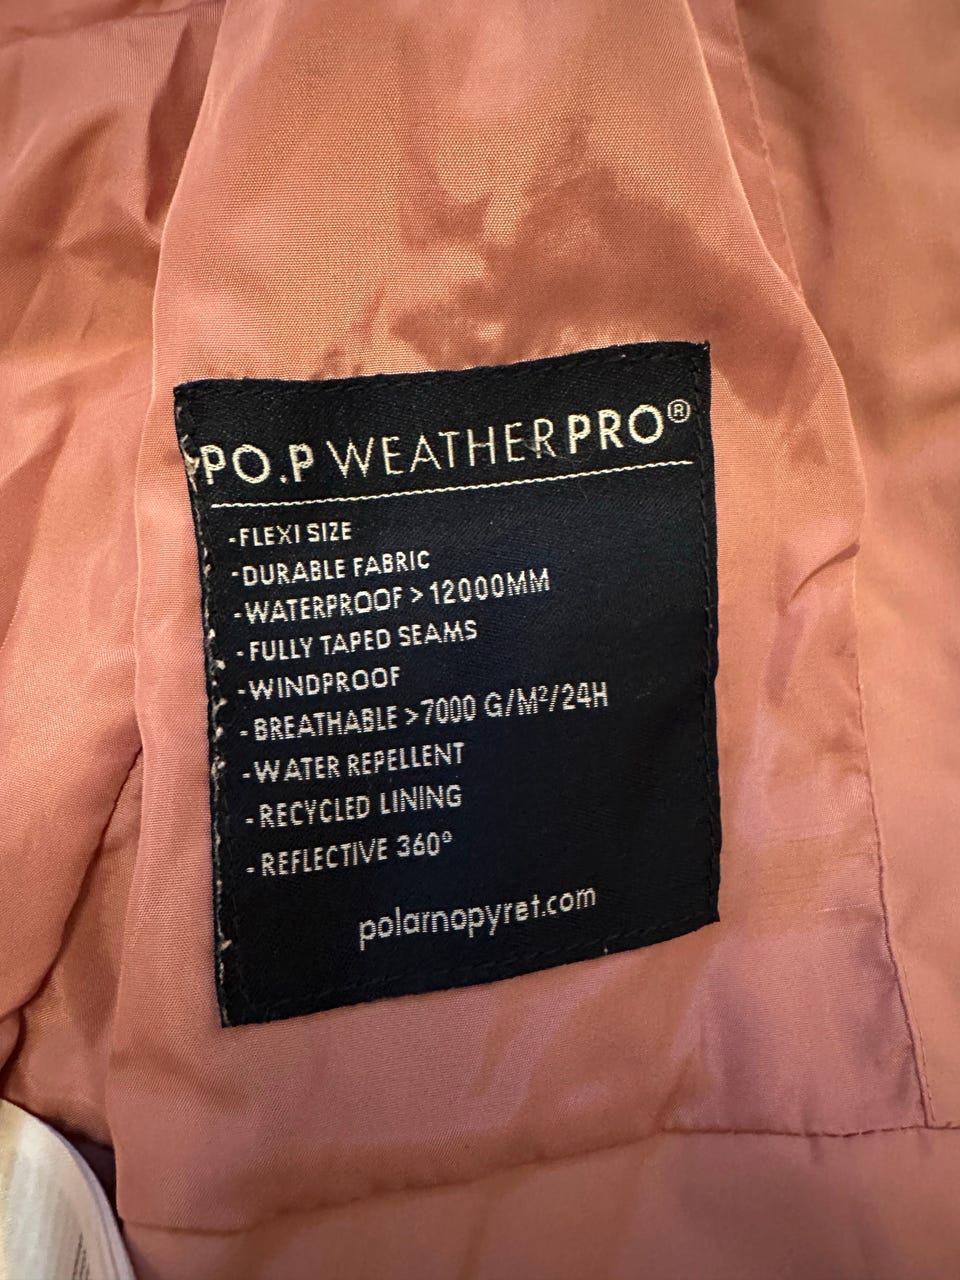 PO.P WEATHERPRO®
-FLEXI SIZE
-DURABLE FABRIC
-WATERPROOF >12000MM
-FULLY TAPED SEAMS
-WINDPROOF
-BREATHABLE >7000 G/M²/24H
-WATER REPELLENT
-RECYCLED LINING
-REFLECTIVE 360°
polarnopyret.com